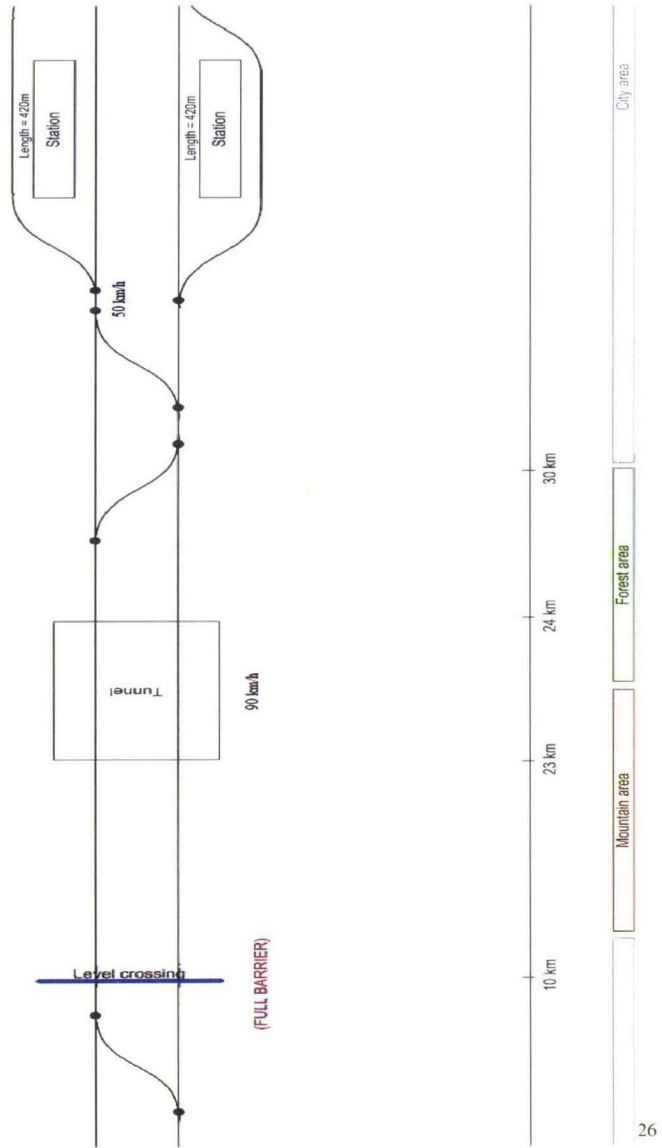 Length = 420m
Station
Length = 420m
Station
50 km/h
Tunnel
90 km/h
Level crossing
(FULL BARRIER)
10 km
23 km
24 km
30 km
Mountain area
Forest area
City area
26